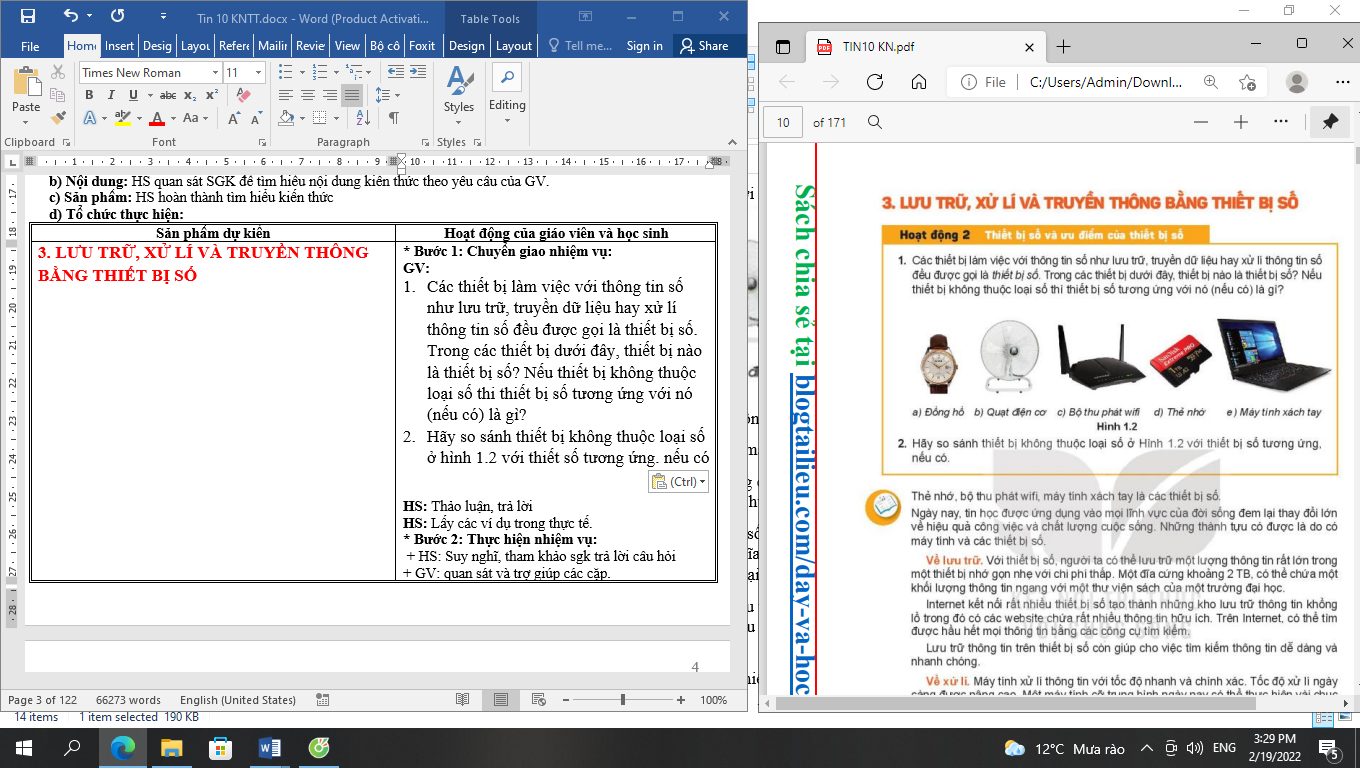 Tin 10 KNTT.docx - Word (Product Activati...
Table Tools
File
Home
Insert
Desig
Layou
Refere
Mailin
Revie
View
Bộ cô
Foxit
Design
Layout
Tell me...
Sign in
Share
Paste
Times New Roman
11
Styles
Editing
Clipboard
Font
Paragraph
Styles
b) Nội dung: HS quan sát SGK để tìm hiểu nội dung kiến thức theo yêu cầu của GV.
c) Sản phẩm: HS hoàn thành tìm hiểu kiến thức
d) Tổ chức thực hiện:
Sản phẩm dự kiến
Hoạt động của giáo viên và học sinh
3. LƯU TRỮ, XỬ LÍ VÀ TRUYỀN THÔNG
BẰNG THIẾT BỊ SỐ
* Bước 1: Chuyển giao nhiệm vụ:
GV:
1. Các thiết bị làm việc với thông tin số
như lưu trữ, truyền dữ liệu hay xử lí
thông tin số đều được gọi là thiết bị số.
Trong các thiết bị dưới đây, thiết bị nào
là thiết bị số? Nếu thiết bị không thuộc
loại số thi thiết bị số tương ứng với nó
(nếu có) là gì?
2. Hãy so sánh thiết bị không thuộc loại số
ở hình 1.2 với thiết số tương ứng. nếu có
(Ctrl)
HS: Thảo luận, trả lời
HS: Lấy các ví dụ trong thực tế.
* Bước 2: Thực hiện nhiệm vụ:
+ HS: Suy nghĩ, tham khảo sgk trả lời câu hỏi
+ GV: quan sát và trợ giúp các cặp.
4
Page 3 of 122
66273 words
English (United States)
100%
14 items
1 item selected 190 KB
TIN10 KN.pdf
File
C:/Users/Admin/Downl...
10
of 171
Sách chia sẻ tại blogtailieu.com/day-va-hoc
3. LƯU TRỮ, XỬ LÍ VÀ TRUYỀN THÔNG BẰNG THIẾT BỊ SỐ
Hoạt động 2 Thiết bị số và ưu điểm của thiết bị số
1. Các thiết bị làm việc với thông tin số như lưu trữ, truyền dữ liệu hay xử lí thông tin số
đều được gọi là thiết bị số. Trong các thiết bị dưới đây, thiết bị nào là thiết bị số? Nếu
thiết bị không thuộc loại số thì thiết bị số tương ứng với nó (nếu có) là gì?
a) Đồng hồ
b) Quạt điện cơ
c) Bộ thu phát wifi
d) Thẻ nhớ
e) Máy tính xách tay
Hình 1.2
2. Hãy so sánh thiết bị không thuộc loại số ở Hình 1.2 với thiết bị số tương ứng,
nếu có.
Thẻ nhớ, bộ thu phát wifi, máy tính xách tay là các thiết bị số.
Ngày nay, tin học được ứng dụng vào mọi lĩnh vực của đời sống đem lại thay đổi lớn
về hiệu quả công việc và chất lượng cuộc sống. Những thành tựu có được là do có
máy tính và các thiết bị số.
Về lưu trữ. Với thiết bị số, người ta có thể lưu trữ một lượng thông tin rất lớn trong
một thiết bị nhớ gọn nhẹ với chi phí thấp. Một đĩa cứng khoảng 2 TB, có thể chứa một
khối lượng thông tin ngang với một thư viện sách của một trường đại học.
Internet kết nối rất nhiều thiết bị số tạo thành những kho lưu trữ thông tin khổng
lồ trong đó có các website chứa rất nhiều thông tin hữu ích. Trên Internet, có thể tìm
được hầu hết mọi thông tin bằng các công cụ tìm kiếm.
Lưu trữ thông tin trên thiết bị số còn giúp cho việc tìm kiếm thông tin dễ dàng và
nhanh chóng.
Về xử lí. Máy tính xử lí thông tin với tốc độ nhanh và chính xác. Tốc độ xử lí ngày
càng được nâng cao. Một máy tính cỡ trung bình ngày nay có thể thực hiện vài chục
12°C Mưa rào
ENG
3:29 PM
2/19/2022
5